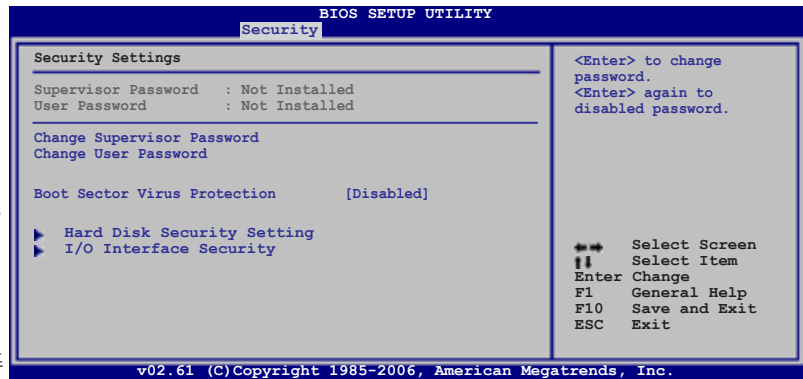 BIOS SETUP UTILITY
Security
Security Settings
Supervisor Password : Not Installed
User Password : Not Installed
Change Supervisor Password
Change User Password
Boot Sector Virus Protection [Disabled]
Hard Disk Security Setting
I/O Interface Security
<Enter> to change
password.
<Enter> again to
disabled password.
Select Screen
Select Item
Enter Change
F1 General Help
F10 Save and Exit
ESC Exit
v02.61 (C)Copyright 1985-2006, American Megatrends, Inc.